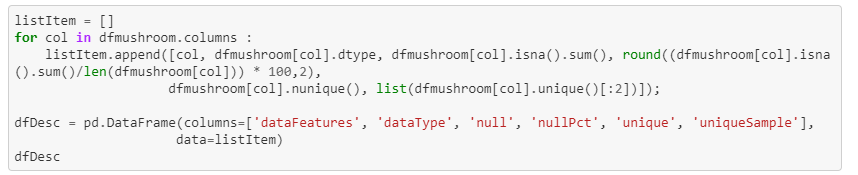 listItem = []
for col in dfmushroom.columns :
    listItem.append([col, dfmushroom[col].dtype, dfmushroom[col].isna().sum(), round((dfmushroom[col].isna
().sum()/len(dfmushroom[col])) * 100,2),
                    dfmushroom[col].nunique(), list(dfmushroom[col].unique()[:2])]);

dfDesc = pd.DataFrame(columns=['dataFeatures', 'dataType', 'null', 'nullPct', 'unique', 'uniqueSample'],
                     data=listItem)
dfDesc